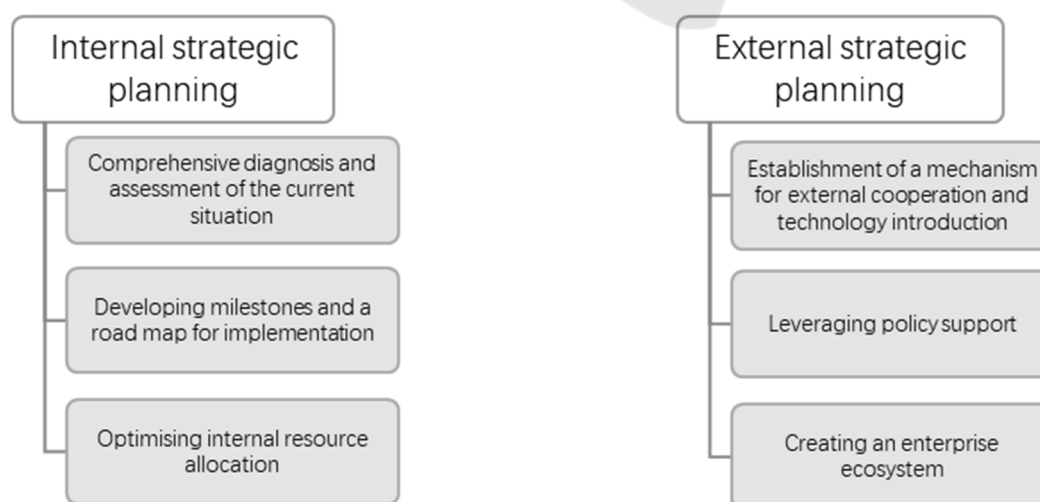 Internal strategic
planning
Comprehensive diagnosis and
assessment of the current
situation
Developing milestones and a
road map for implementation
Optimising internal resource
allocation
External strategic
planning
Establishment of a mechanism
for external cooperation and
technology introduction
Leveraging policy support
Creating an enterprise
ecosystem